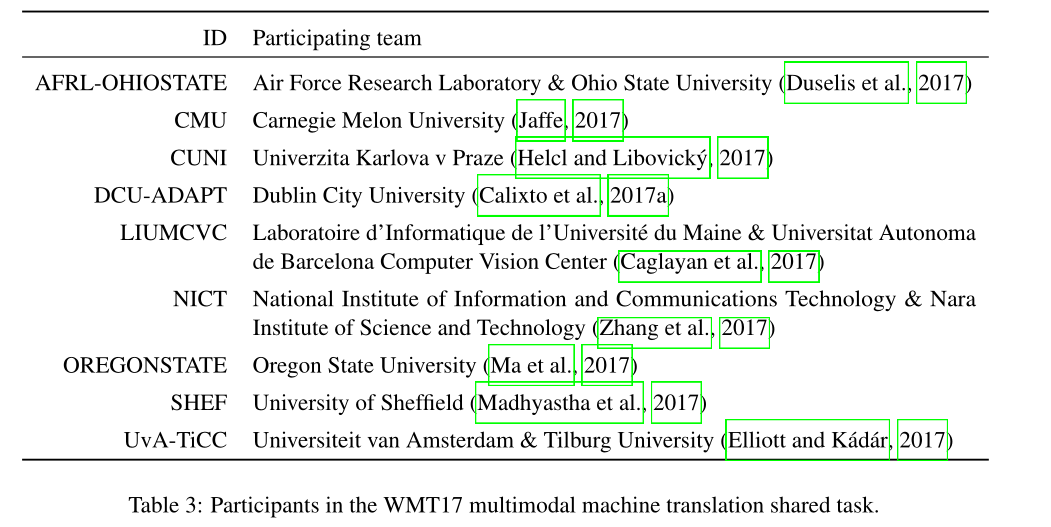 ID Participating team
AFRL-OHIOSTATE Air Force Research Laboratory & Ohio State University (Duselis et al., 2017)
CMU Carnegie Melon University (Jaffe, 2017)
CUNI Univerzita Karlova v Praze (Helcl and Libovický, 2017)
DCU-ADAPT Dublin City University (Calixto et al., 2017a)
LIUMCVC Laboratoire d’Informatique de l’Université du Maine & Universitat Autonoma
de Barcelona Computer Vision Center (Caglayan et al., 2017)
NICT National Institute of Information and Communications Technology & Nara
Institute of Science and Technology (Zhang et al., 2017)
OREGONSTATE Oregon State University (Ma et al., 2017)
SHEF University of Sheffield (Madhyastha et al., 2017)
UvA-TiCC Universiteit van Amsterdam & Tilburg University (Elliott and Kádár, 2017)
Table 3: Participants in the WMT17 multimodal machine translation shared task.